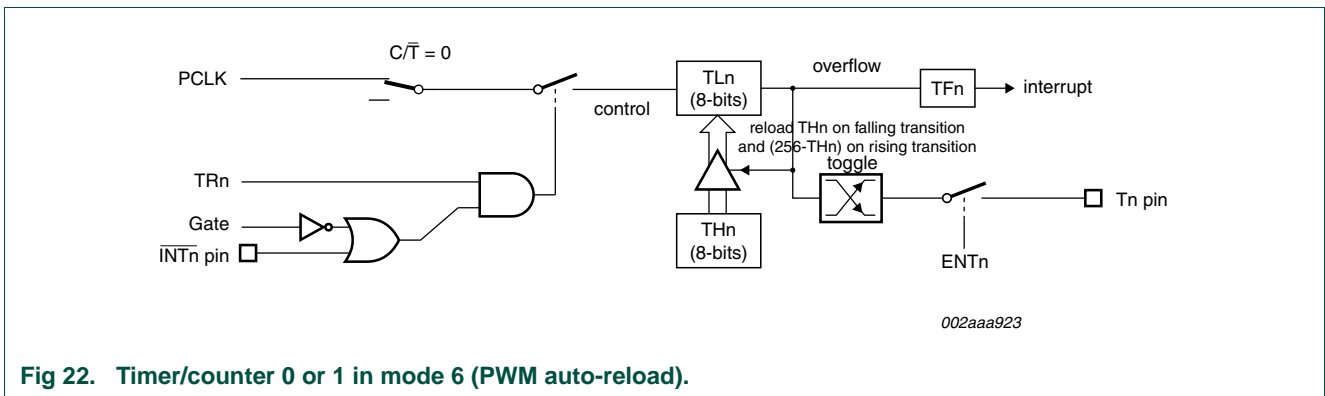 C/T̅ = 0
PCLK
control
TLn
(8-bits)
overflow
TFn
interrupt
reload THn on falling transition
and (256-THn) on rising transition
toggle
TRn
Gate
I̅N̅T̅n̅ pin
THn
(8-bits)
Tn pin
ENTn
002aaa923
Fig 22. Timer/counter 0 or 1 in mode 6 (PWM auto-reload).